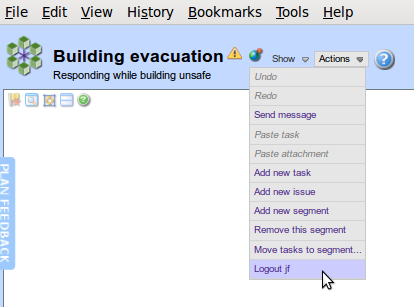 File Edit View History Bookmarks Tools Help
Building evacuation
Show Actions
Responding while building unsafe
Undo
Redo
Send message
Paste task
Paste attachment
Add new task
Add new issue
Add new segment
Remove this segment
Move tasks to segment...
Logout jf
PLAN FEEDBACK